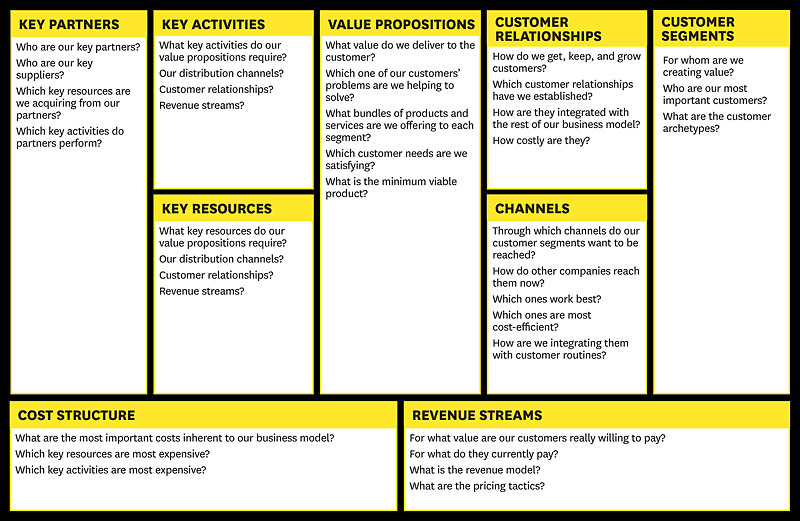 KEY PARTNERS
Who are our key partners?
Who are our key
suppliers?
Which key resources are
we acquiring from our
partners?
Which key activities do
partners perform?
KEY ACTIVITIES
What key activities do our
value propositions require?
Our distribution channels?
Customer relationships?
Revenue streams?
KEY RESOURCES
What key resources do our
value propositions require?
Our distribution channels?
Customer relationships?
Revenue streams?
VALUE PROPOSITIONS
What value do we deliver to the
customer?
Which one of our customers’
problems are we helping to
solve?
What bundles of products and
services are we offering to each
segment?
Which customer needs are we
satisfying?
What is the minimum viable
product?
CUSTOMER
RELATIONSHIPS
How do we get, keep, and grow
customers?
Which customer relationships
have we established?
How are they integrated with
the rest of our business model?
How costly are they?
CHANNELS
Through which channels do our
customer segments want to be
reached?
How do other companies reach
them now?
Which ones work best?
Which ones are most
cost-efficient?
How are we integrating them
with customer routines?
CUSTOMER
SEGMENTS
For whom are we
creating value?
Who are our most
important customers?
What are the customer
archetypes?
COST STRUCTURE
What are the most important costs inherent to our business model?
Which key resources are most expensive?
Which key activities are most expensive?
REVENUE STREAMS
For what value are our customers really willing to pay?
For what do they currently pay?
What is the revenue model?
What are the pricing tactics?